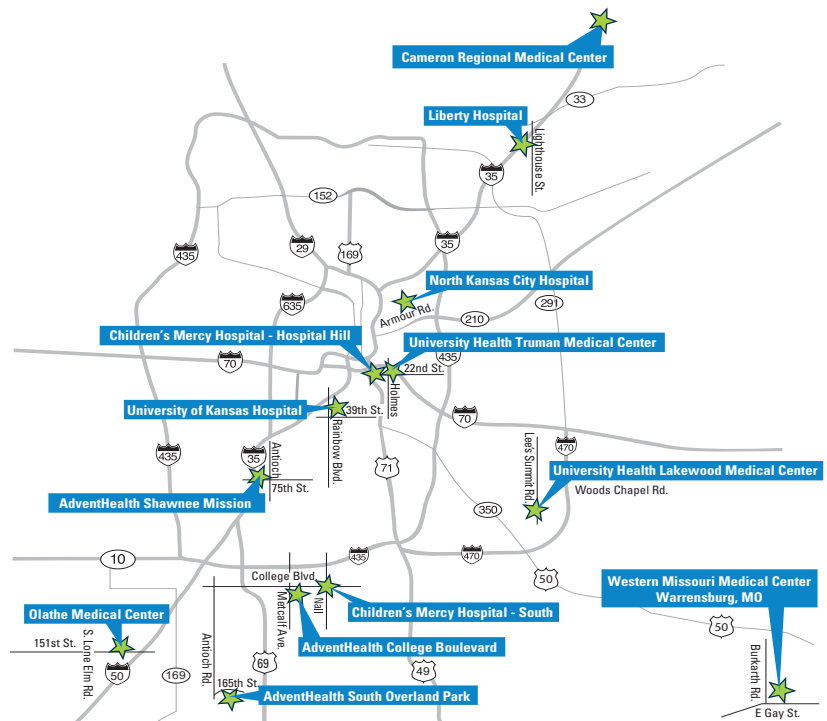 Cameron Regional Medical Center
33
Liberty Hospital
Lighthouse St.
35
152
435
29
169
35
North Kansas City Hospital
635
Armour Rd.
291
210
Children's Mercy Hospital - Hospital Hill
University Health Truman Medical Center
70
435
22nd St.
Holmes
University of Kansas Hospital
39th St.
Rainbow Blvd.
70
435
35
Antioch
71
Lee's Summit Rd.
470
University Health Lakewood Medical Center
75th St.
Woods Chapel Rd.
AdventHealth Shawnee Mission
350
10
435
470
College Blvd.
50
Western Missouri Medical Center
Warrensburg, MO
Metcalf Ave.
Nall
Children's Mercy Hospital - South
Olathe Medical Center
50
151st St.
S. Lone Elm Rd.
AdventHealth College Boulevard
Antioch Rd.
69
Burkarth Rd.
50
169
49
165th St.
AdventHealth South Overland Park
E Gay St.